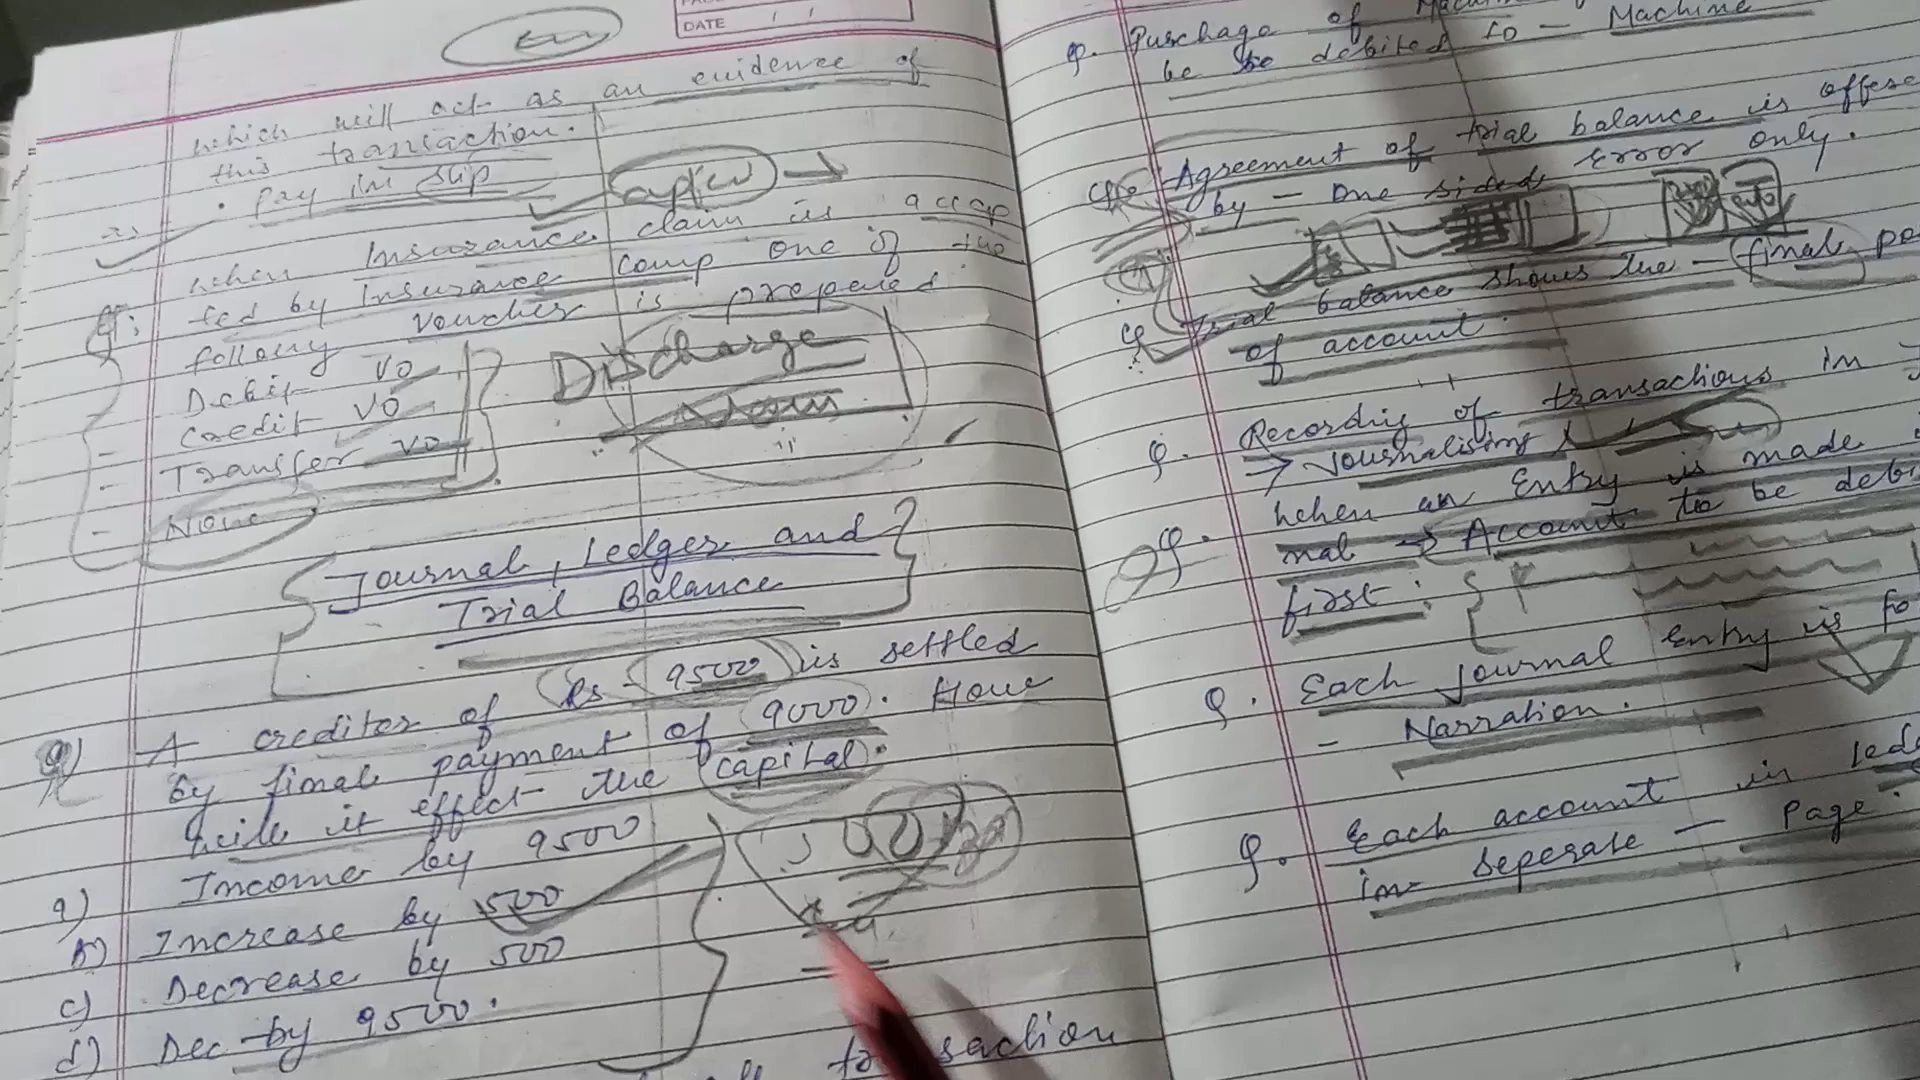 DATE
which will act as an evidence of
this transaction.
. Pay in slip
when Insurance claim is accep
ted by Insurance comp one of the
following Voucher is prepared
Debit VO
Credit VO
Transfer VO
None
Discharge
Journal, Ledger and
Trial Balance
Q) A creditor of Rs - 9500 is settled
by final payment of 9000. How
will it effect the capital.
a) Income by 9500
b) Increase by 500
c) Decrease by 500
d) Dec by 9500.
500
transaction
Q. Purchage of
be debited to - Machine
Agreement of trial balance is
by - One sided Error only.
Trial balance shows the - final
of account.
Q. Recording of transactions in
→ Journalising
Q. When an Entry is made
nal → Account to be debi
first.
Q. Each journal entry is
- Narration.
Q. Each account in
in seperate - Page.